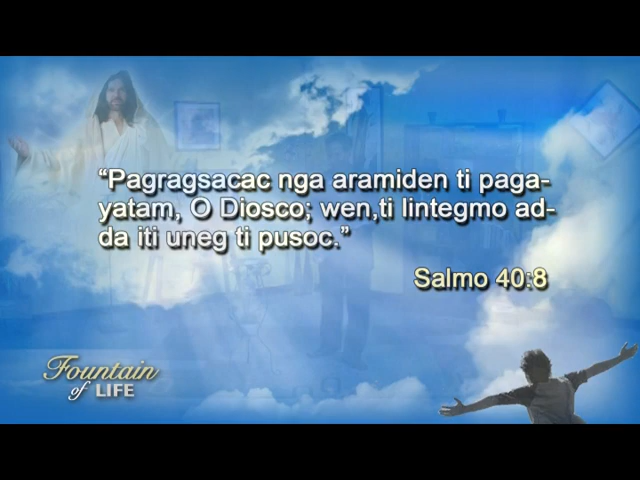 “Pagragsacac nga aramiden ti paga-
yatam, O Diosco; wen,ti lintegmo ad-
da iti uneg ti pusoc.”
Salmo 40:8
Fountain
of LIFE